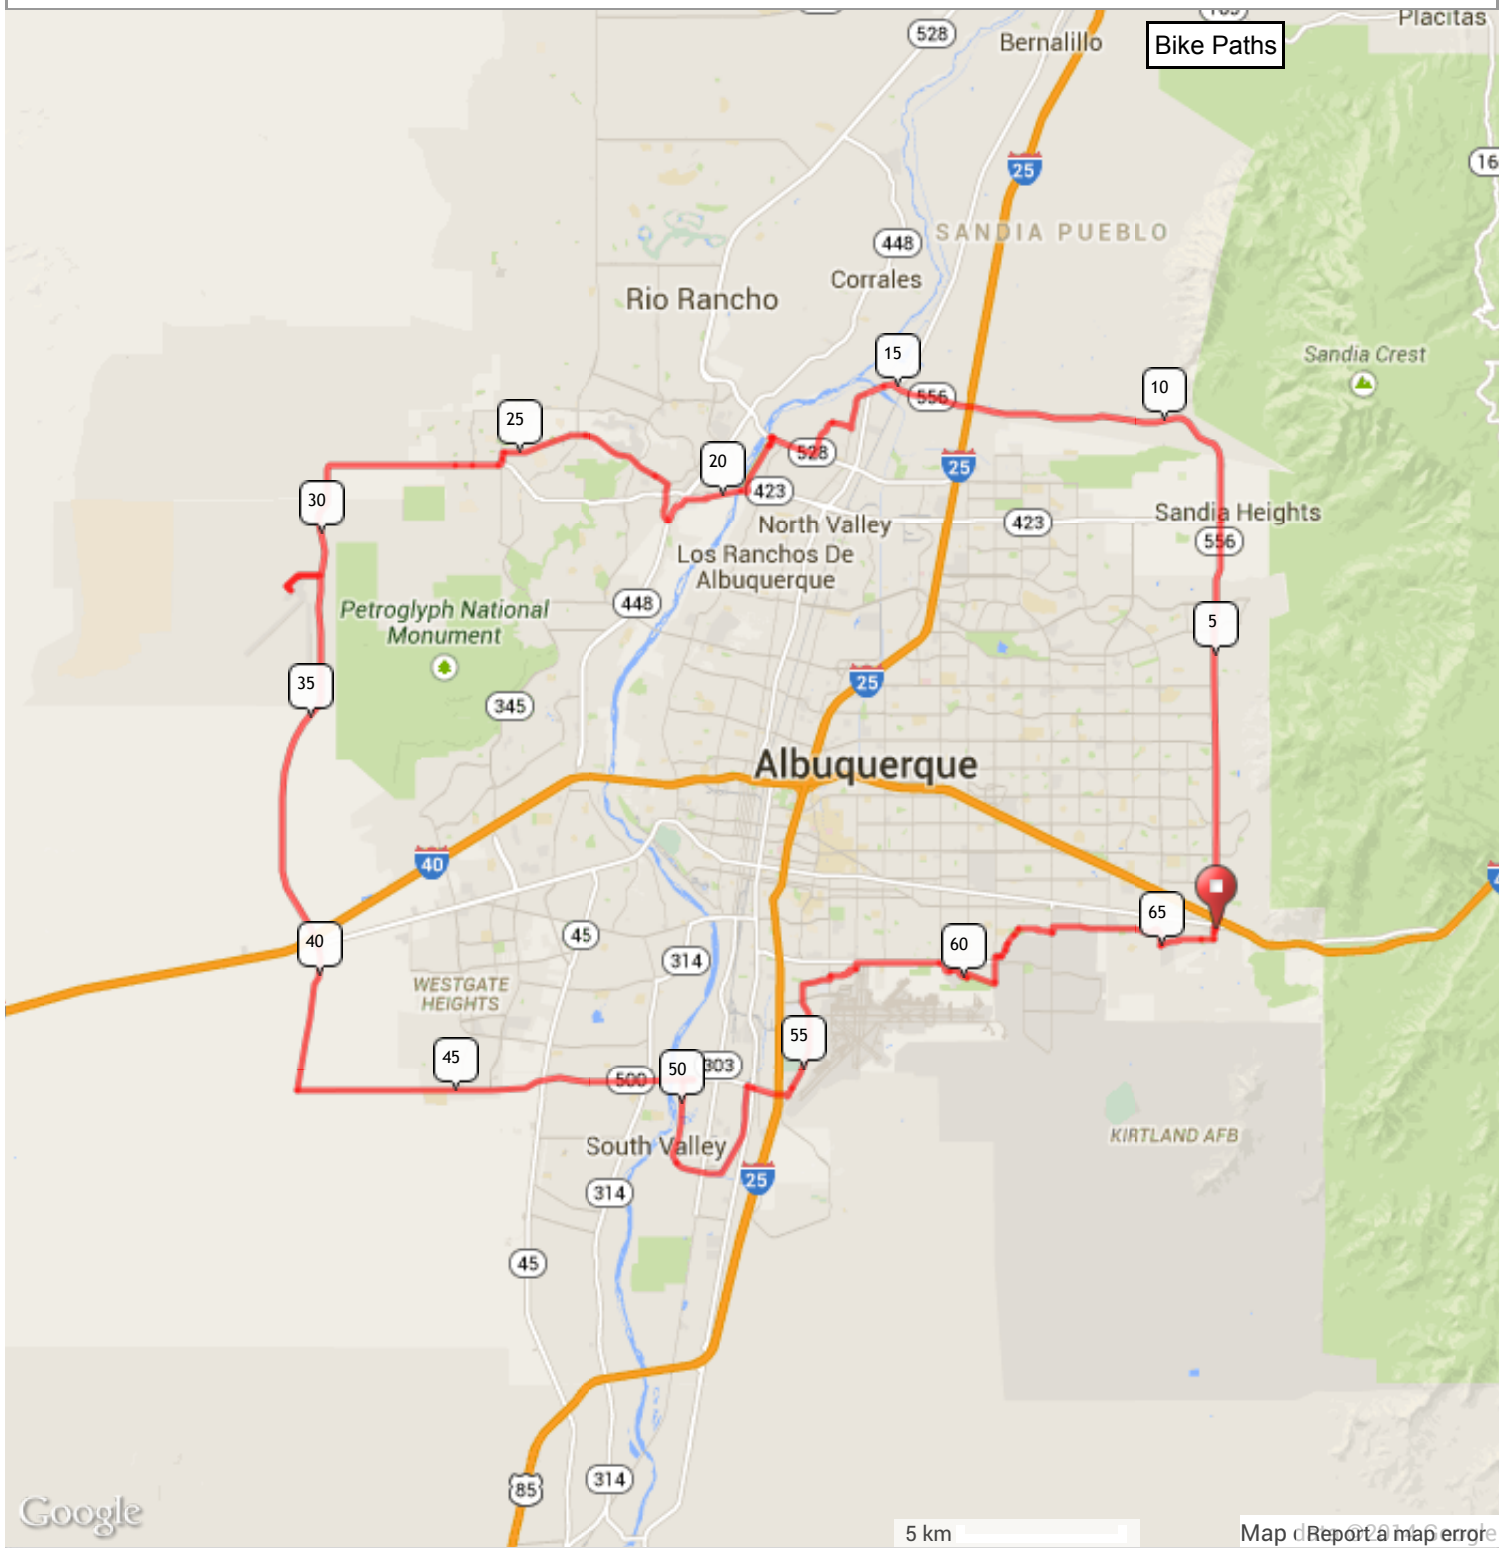 165
Placitas
528
Bernalillo
Bike Paths
25
16
SANDIA PUEBLO
448
Corrales
Rio Rancho
15
Sandia Crest
10
556
25
528
20
25
423
30
Sandia Heights
423
North Valley
556
Los Ranchos De
Albuquerque
448
Petroglyph National
Monument
5
25
35
345
Albuquerque
40
65
45
40
60
314
WESTGATE
HEIGHTS
55
45
50
303
500
KIRTLAND AFB
South Valley
25
314
45
314
85
Google
5 km
Map
Report a map error